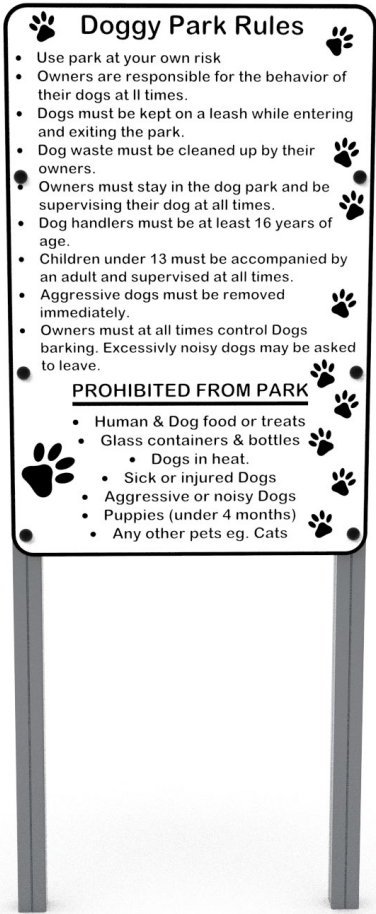 Doggy Park Rules
• Use park at your own risk
• Owners are responsible for the behavior of
their dogs at ll times.
• Dogs must be kept on a leash while entering
and exiting the park.
• Dog waste must be cleaned up by their
owners.
• Owners must stay in the dog park and be
supervising their dog at all times.
• Dog handlers must be at least 16 years of
age.
• Children under 13 must be accompanied by
an adult and supervised at all times.
• Aggressive dogs must be removed
immediately.
• Owners must at all times control Dogs
barking. Excessivly noisy dogs may be asked
to leave.
PROHIBITED FROM PARK
• Human & Dog food or treats
• Glass containers & bottles
• Dogs in heat.
• Sick or injured Dogs
• Aggressive or noisy Dogs
• Puppies (under 4 months)
• Any other pets eg. Cats